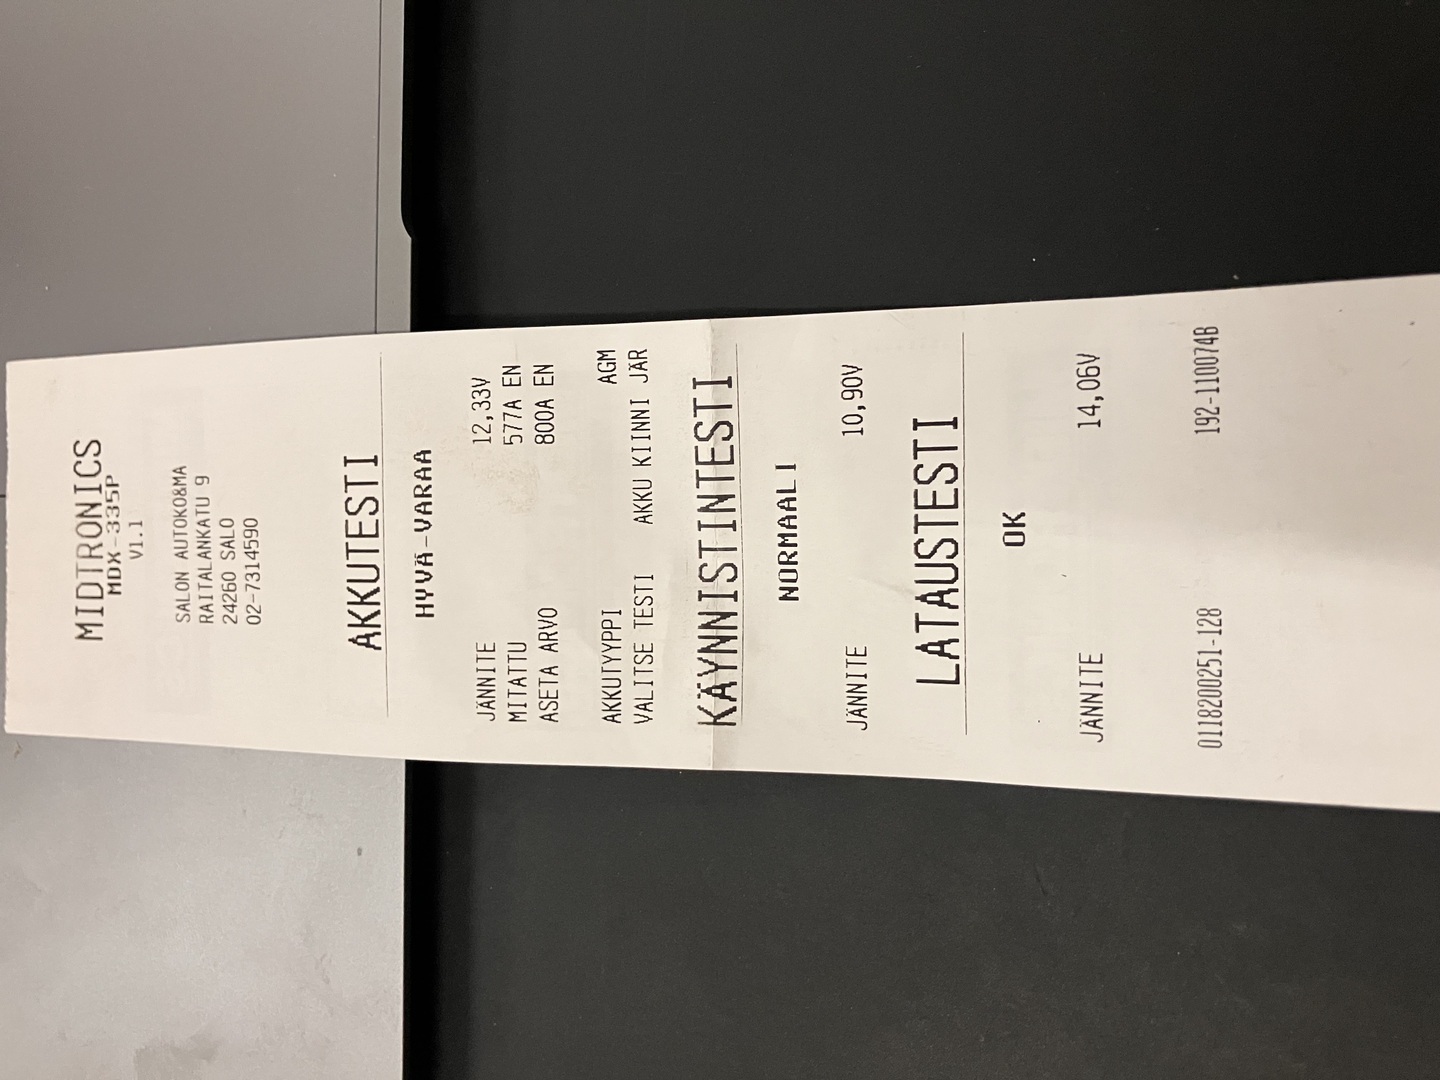 MIDTRONICS
MDX-335P
V1.1
SALON AUTOKO&MA
RAITALANKATU 9
24260 SALO
02-7314590
AKKUTESTI
HYVÄ-VARAA
JÄNNITE 12,33V
MITATTU 577A EN
ASETA ARVO 800A EN
AKKUTYYPPI AGM
VALITSE TESTI AKKU KIINNI JÄR
KÄYNNISTINTESTI
NORMAALI
JÄNNITE 10,90V
LATAUSTESTI
OK
JÄNNITE 14,06V
0118200251-128 192-110074B